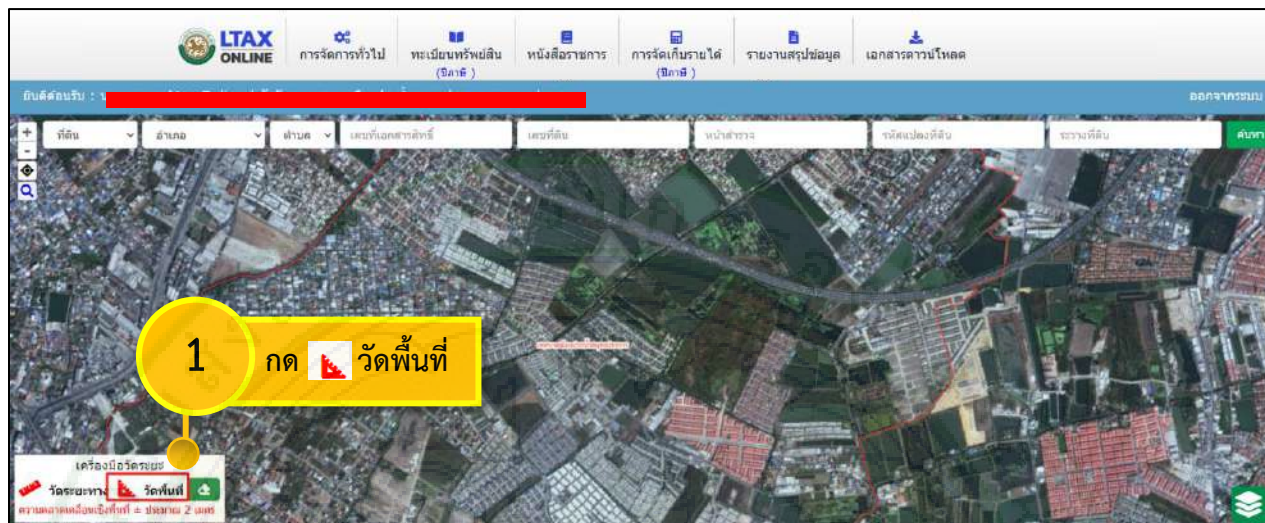 LTAX
ONLINE
การจัดการทั่วไป
ทะเบียนทรัพย์สิน
(ปีภาษี )
หนังสือราชการ
การจัดเก็บรายได้
(ปีภาษี )
รายงานสรุปข้อมูล
เอกสารดาวน์โหลด
ยินดีต้อนรับ :
ออกจากระบบ
+
-
ที่ดิน
อำเภอ
ตำบล
เลขที่เอกสารสิทธิ์
เลขที่ดิน
หน้าสำรวจ
รหัสแปลงที่ดิน
ระวางที่ดิน
ค้นหา
1
กด วัดพื้นที่
เครื่องมือวัดระยะ
วัดระยะทาง วัดพื้นที่
ความคลาดเคลื่อนเชิงพื้นที่ ± ประมาณ 2 เมตร